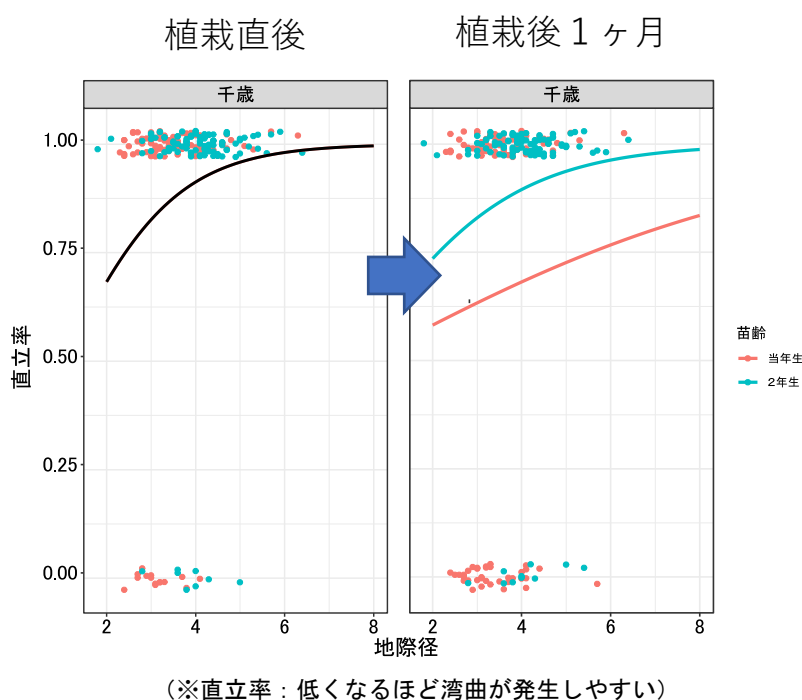 植栽直後
植栽後１ヶ月
千歳
千歳
1.00
0.75
0.50
0.25
0.00
直立率
2
4
6
8
2
4
6
8
地際径
苗齢
当年生
2年生
（※直立率：低くなるほど湾曲が発生しやすい）